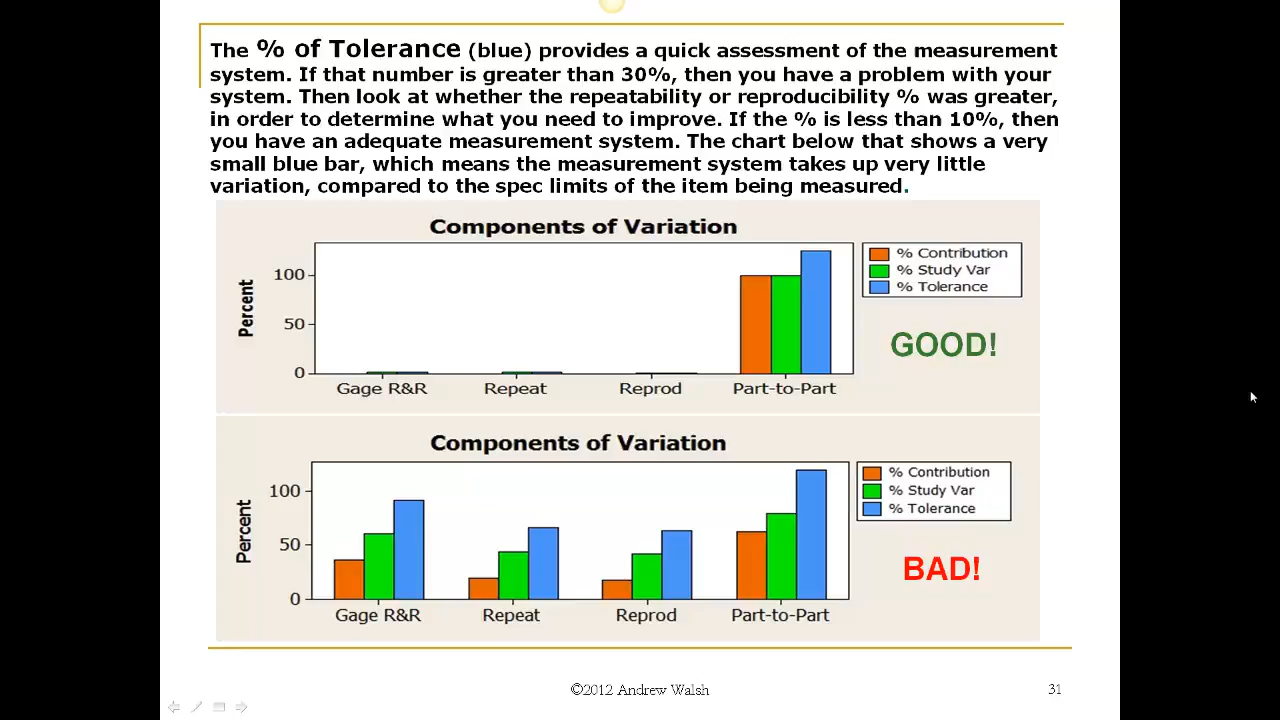 The % of Tolerance (blue) provides a quick assessment of the measurement
system. If that number is greater than 30%, then you have a problem with your
system. Then look at whether the repeatability or reproducibility % was greater,
in order to determine what you need to improve. If the % is less than 10%, then
you have an adequate measurement system. The chart below that shows a very
small blue bar, which means the measurement system takes up very little
variation, compared to the spec limits of the item being measured.
Components of Variation
Percent
100
50
0
Gage R&R Repeat Reprod Part-to-Part
% Contribution
% Study Var
% Tolerance
GOOD!
Components of Variation
Percent
100
50
0
Gage R&R Repeat Reprod Part-to-Part
% Contribution
% Study Var
% Tolerance
BAD!
©2012 Andrew Walsh
31